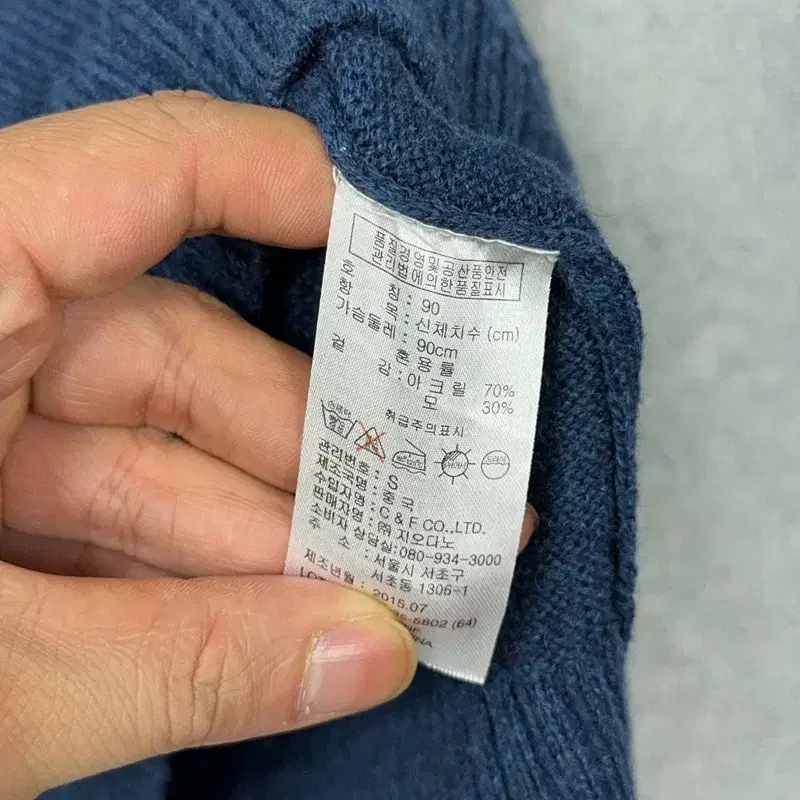 품질경영및공산품안전
관리법에의한품질표시
호 칭 : 90
항 목 : 신체치수 (cm)
가슴둘레 : 90cm
혼용률
겉 감 : 아크릴 70%
모 30%
취급주의표시
관리번호 : S
제조국명 : 중국
수입자명 : C & F CO.,LTD.
판매자명 : ㈜지오다노
소비자 상담실:080-934-3000
주 소 : 서울시 서초구
서초동 1306-1
제조년월 : 2015.07
5802 (64)